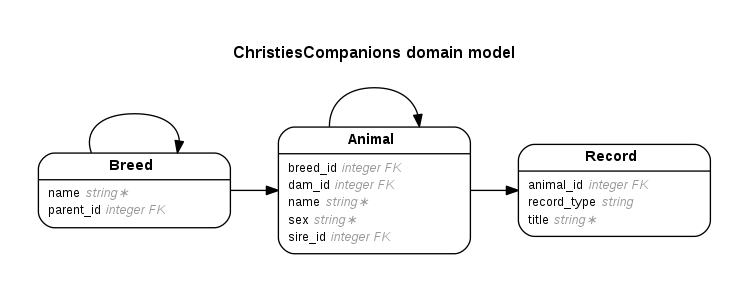 ChristiesCompanions domain model
Breed
name string∗
parent_id integer FK
Animal
breed_id integer FK
dam_id integer FK
name string∗
sex string∗
sire_id integer FK
Record
animal_id integer FK
record_type string
title string∗